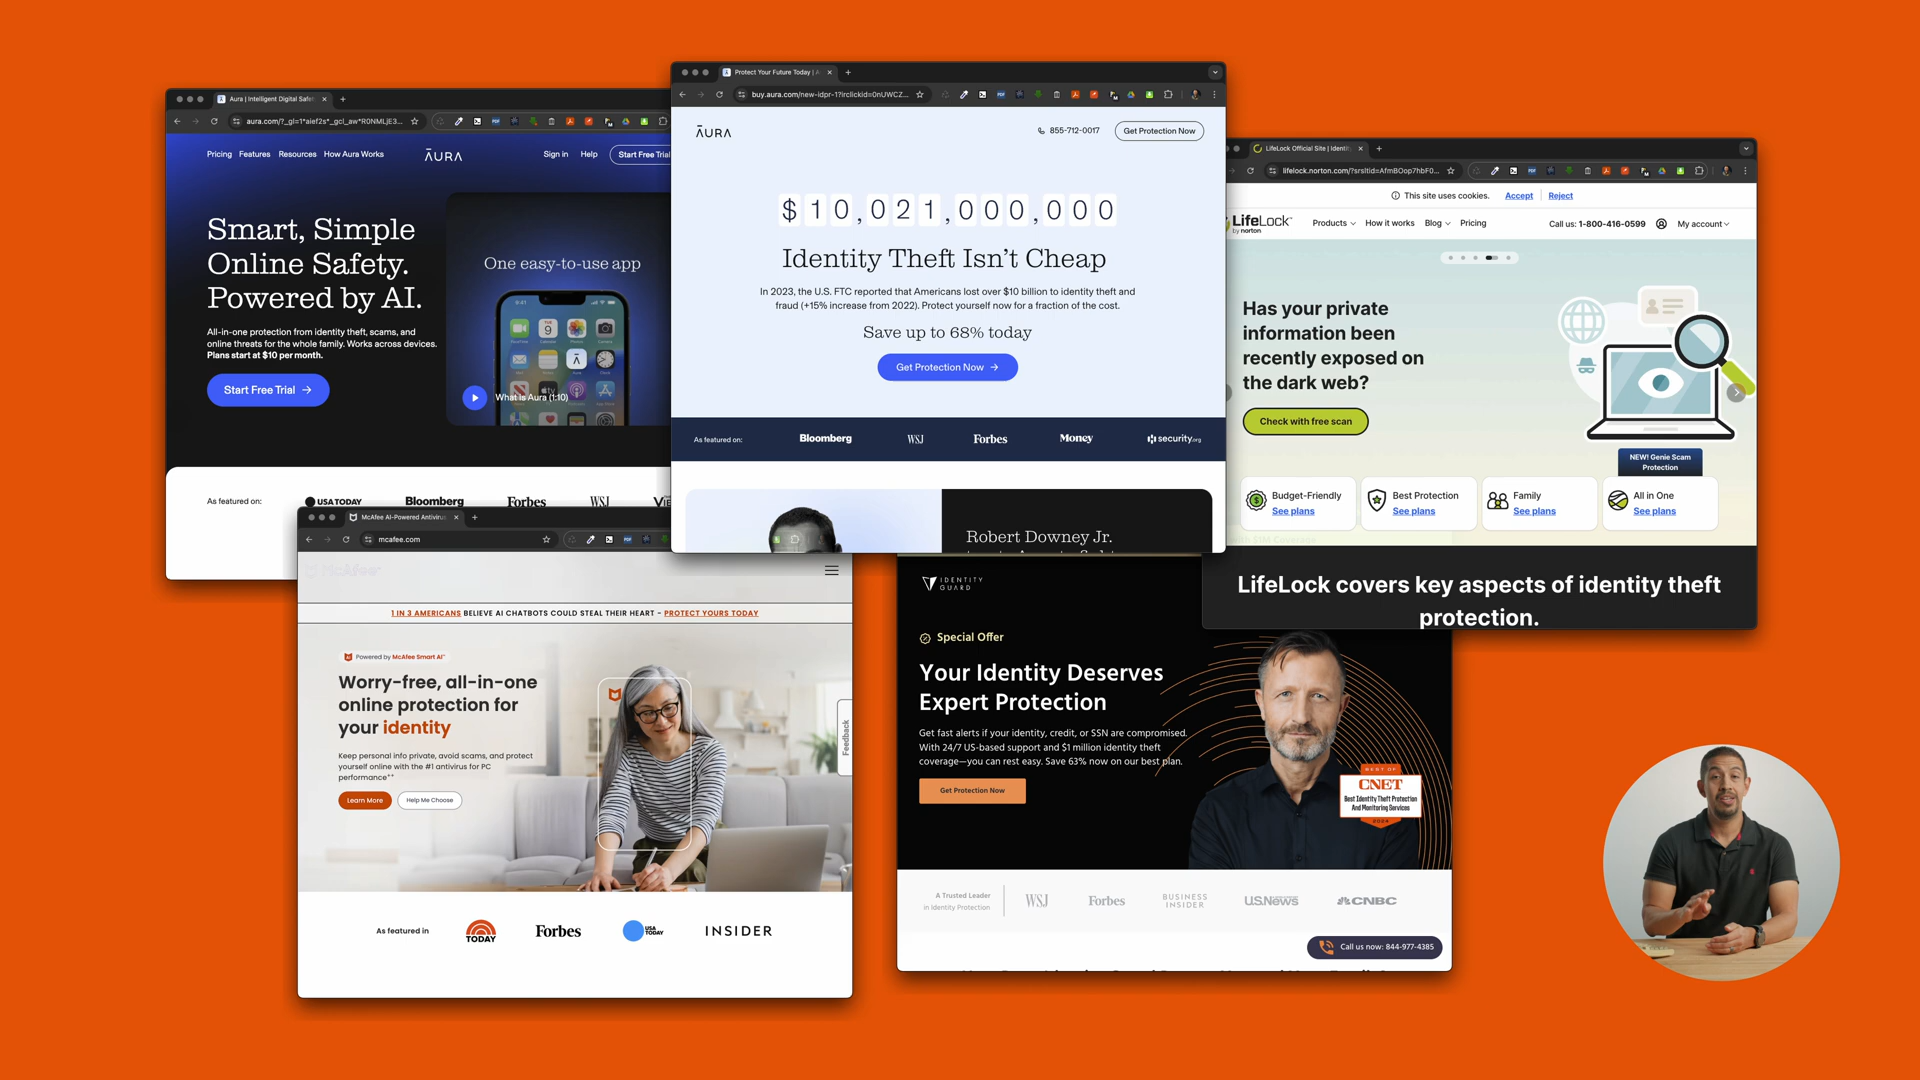 Aura | Intelligent Digital Safet
aura.com/?_gl=1*aief2s*_gcl_aw*R0NMLjE3...
Pricing Features Resources How Aura Works
AURA
Sign in Help Start Free Trial
Smart, Simple
Online Safety.
Powered by AI.
All-in-one protection from identity theft, scams, and
online threats for the whole family. Works across devices.
Plans start at $10 per month.
Start Free Trial
One easy-to-use app
What is Aura (1:10)
As featured on:
USA TODAY Bloomberg Forbes WSJ
Protect Your Future Today |
buy.aura.com/new-idpr-1?irclickid=0nUWCZ...
AURA
855-712-0017
Get Protection Now
$10,021,000,000
Identity Theft Isn't Cheap
In 2023, the U.S. FTC reported that Americans lost over $10 billion to identity theft and
fraud (+15% increase from 2022). Protect yourself now for a fraction of the cost.
Save up to 68% today
Get Protection Now
As featured on: Bloomberg WSJ Forbes Money security.org
Robert Downey Jr.
LifeLock Official Site | Identit
lifelock.norton.com/?srsltid=AfmBOop7hbF0...
This site uses cookies. Accept Reject
LifeLock
by norton
Products How it works Blog Pricing
Call us: 1-800-416-0599 My account
Has your private
information been
recently exposed on
the dark web?
Check with free scan
NEW! Genie Scam
Protection
Budget-Friendly
See plans
Best Protection
See plans
Family
See plans
All in One
See plans
LifeLock covers key aspects of identity theft
protection.
McAfee AI-Powered Antivirus
mcafee.com
McAfee
1 IN 3 AMERICANS BELIEVE AI CHATBOTS COULD STEAL THEIR HEART – PROTECT YOURS TODAY
Powered by McAfee Smart AI™
Worry-free, all-in-one
online protection for
your identity
Keep personal info private, avoid scams, and protect
yourself online with the #1 antivirus for PC
performance**
Learn More Help Me Choose
Feedback
As featured in
TODAY Forbes USA TODAY INSIDER
IDENTITY
GUARD
Special Offer
Your Identity Deserves
Expert Protection
Get fast alerts if your identity, credit, or SSN are compromised.
With 24/7 US-based support and $1 million identity theft
coverage—you can rest easy. Save 63% now on our best plan.
Get Protection Now
BEST OF
CNET
Best Identity Theft Protection
And Monitoring Services
2024
A Trusted Leader
in Identity Protection
WSJ Forbes BUSINESS INSIDER U.S.News CNBC
Call us now: 844-977-4385